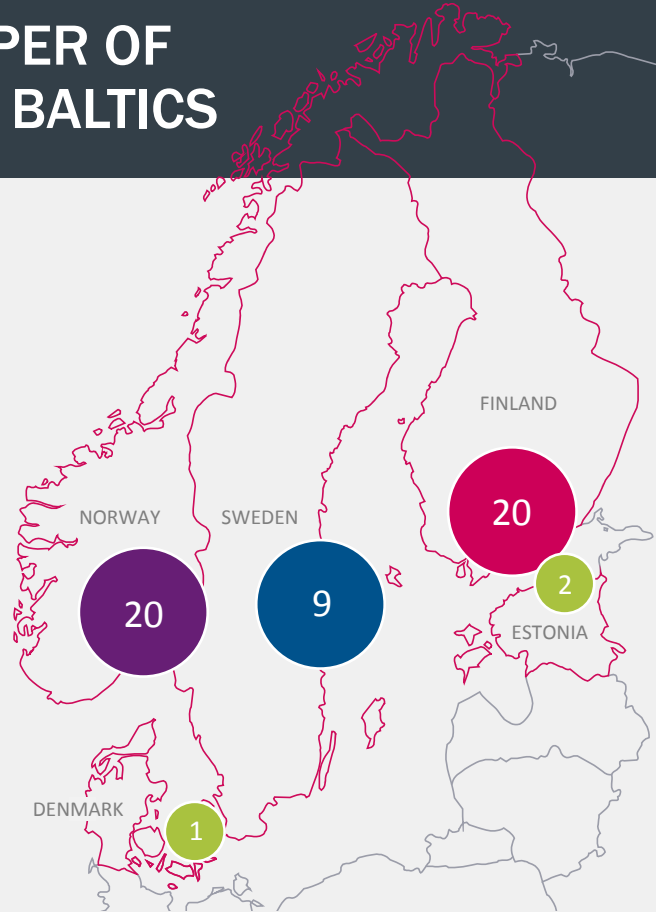 PER OF
BALTICS
FINLAND
20
NORWAY
SWEDEN
20
9
2
ESTONIA
DENMARK
1